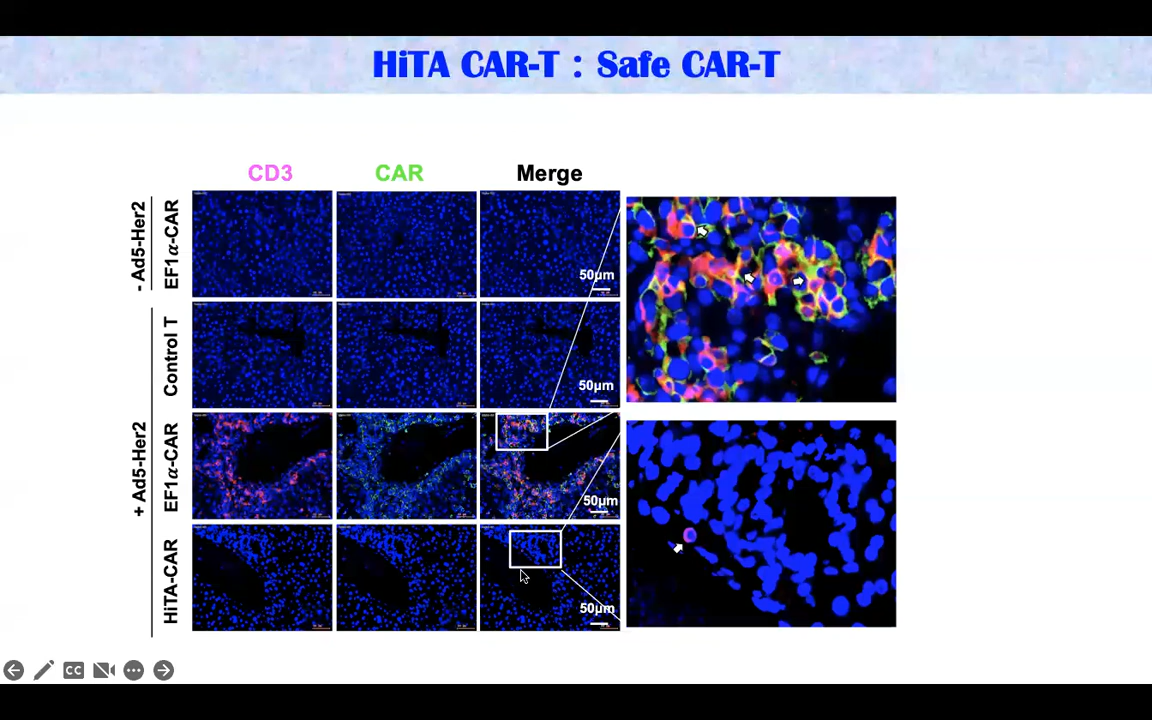 HiTA CAR-T : Safe CAR-T
CD3
CAR
Merge
- Ad5-Her2
EF1α-CAR
50μm
+ Ad5-Her2
Control T
50μm
EF1α-CAR
50μm
HiTA-CAR
50μm
CC